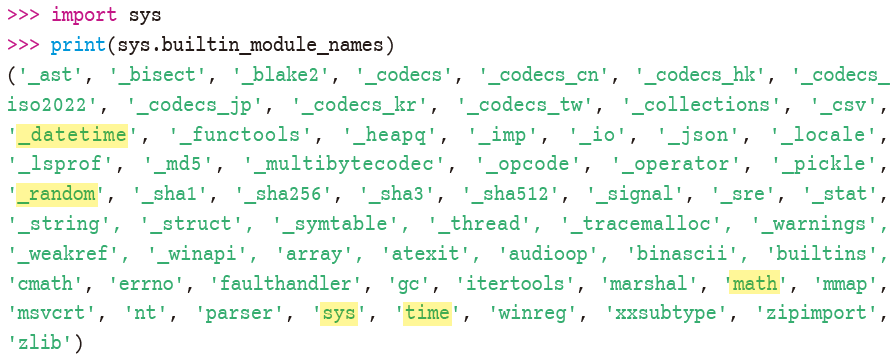 >>> import sys
>>> print(sys.builtin_module_names)
('_ast', '_bisect', '_blake2', '_codecs', '_codecs_cn', '_codecs_hk', '_codecs_
iso2022', '_codecs_jp', '_codecs_kr', '_codecs_tw', '_collections', '_csv',
'_datetime', '_functools', '_heapq', '_imp', '_io', '_json', '_locale',
'_lsprof', '_md5', '_multibytecodec', '_opcode', '_operator', '_pickle',
'_random', '_sha1', '_sha256', '_sha3', '_sha512', '_signal', '_sre', '_stat',
'_string', '_struct', '_symtable', '_thread', '_tracemalloc', '_warnings',
'_weakref', '_winapi', 'array', 'atexit', 'audioop', 'binascii', 'builtins',
'cmath', 'errno', 'faulthandler', 'gc', 'itertools', 'marshal', 'math', 'mmap',
'msvcrt', 'nt', 'parser', 'sys', 'time', 'winreg', 'xxsubtype', 'zipimport',
'zlib')